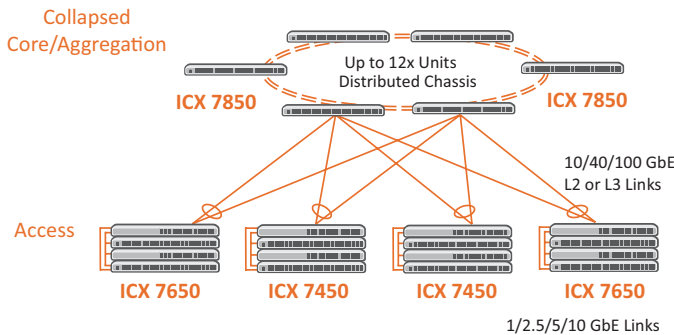 Collapsed
Core/Aggregation
Up to 12x Units
Distributed Chassis
ICX 7850
ICX 7850
10/40/100 GbE
L2 or L3 Links
Access
ICX 7650
ICX 7450
ICX 7450
ICX 7650
1/2.5/5/10 GbE Links